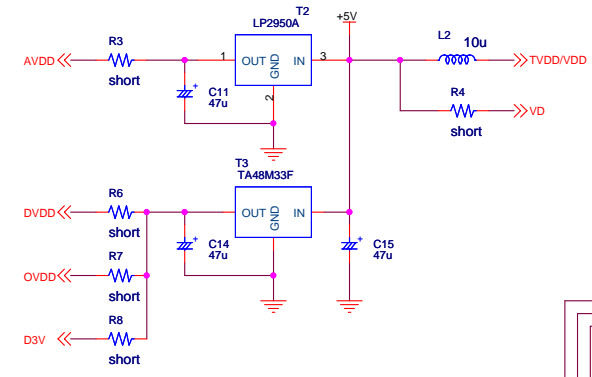 T2
LP2950A
+5V
L2
10u
R3
AVDD
1
OUT
IN
3
TVDD/VDD
GND
short
C11
47u
+
2
R4
VD
short
T3
TA48M33F
R6
DVDD
OUT
IN
GND
short
C14
47u
+
C15
47u
+
R7
OVDD
short
R8
D3V
short